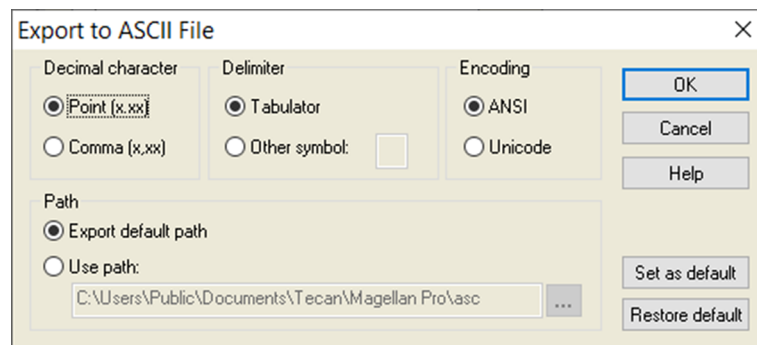 Export to ASCII File
Decimal character
Point (x.xx)
Comma (x,xx)
Delimiter
Tabulator
Other symbol:
Encoding
ANSI
Unicode
OK
Cancel
Help
Path
Export default path
Use path:
C:\Users\Public\Documents\Tecan\Magellan Pro\asc
...
Set as default
Restore default